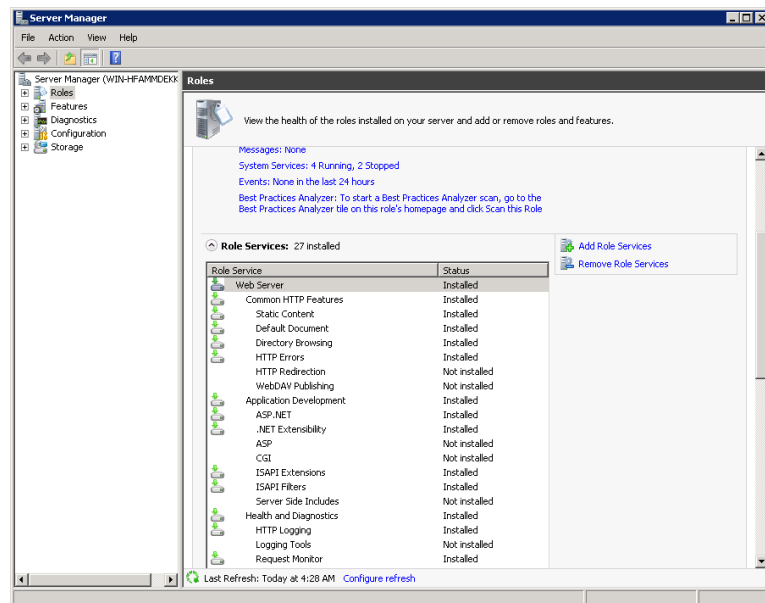 Server Manager
File Action View Help
Server Manager (WIN-HFAMMDEKK
Roles
Features
Diagnostics
Configuration
Storage
Roles
View the health of the roles installed on your server and add or remove roles and features.
Messages: None
System Services: 4 Running, 2 Stopped
Events: None in the last 24 hours
Best Practices Analyzer: To start a Best Practices Analyzer scan, go to the
Best Practices Analyzer tile on this role's homepage and click Scan this Role
Role Services: 27 installed
Add Role Services
Remove Role Services
Role Service Status
Web Server Installed
Common HTTP Features Installed
Static Content Installed
Default Document Installed
Directory Browsing Installed
HTTP Errors Installed
HTTP Redirection Not installed
WebDAV Publishing Not installed
Application Development Installed
ASP.NET Installed
.NET Extensibility Installed
ASP Not installed
CGI Not installed
ISAPI Extensions Installed
ISAPI Filters Installed
Server Side Includes Not installed
Health and Diagnostics Installed
HTTP Logging Installed
Logging Tools Not installed
Request Monitor Installed
Last Refresh: Today at 4:28 AM Configure refresh